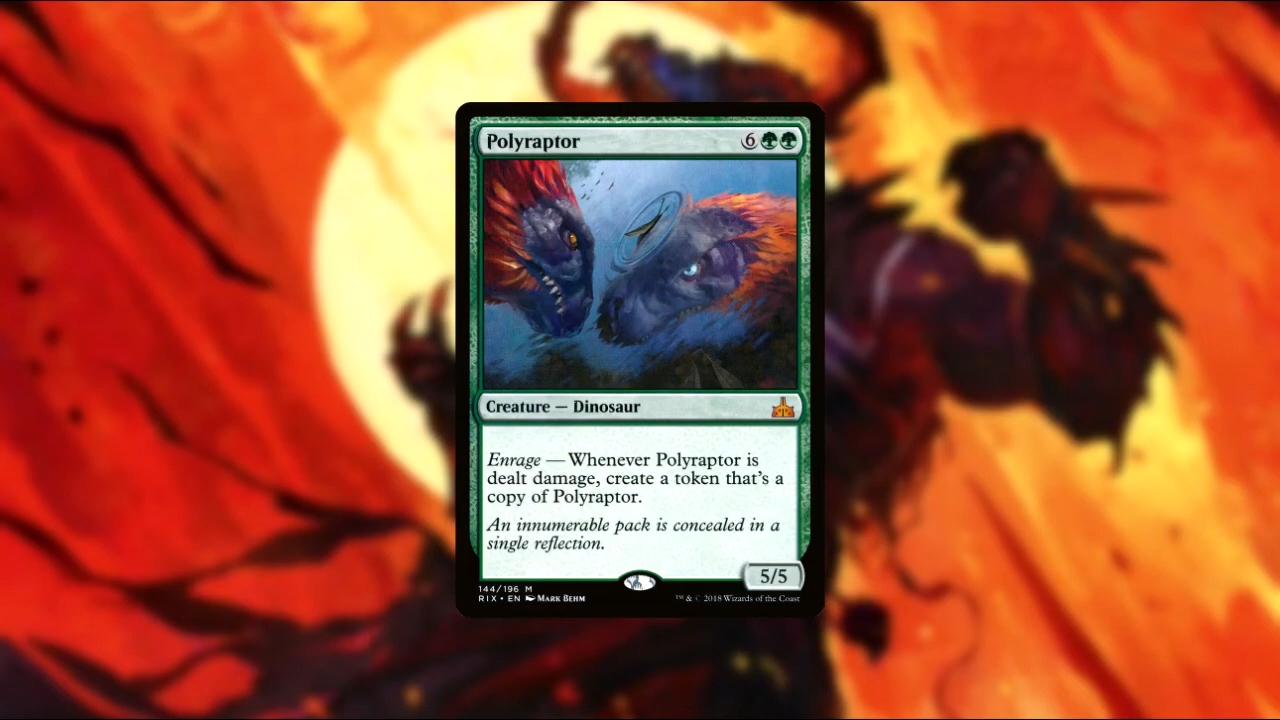 Polyraptor 6
Creature — Dinosaur
Enrage — Whenever Polyraptor is
dealt damage, create a token that's a
copy of Polyraptor.
An innumerable pack is concealed in a
single reflection.
5/5
144/196 M
RIX • EN Mark Behm
™ & © 2018 Wizards of the Coast